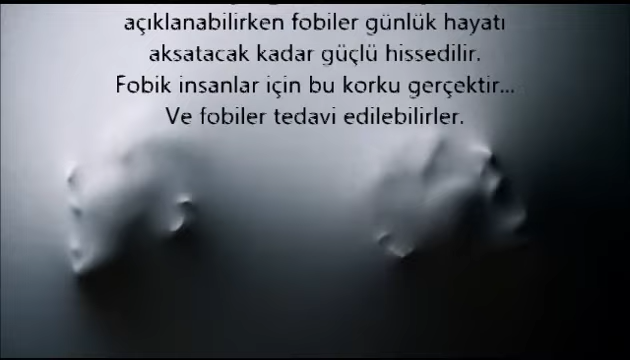 açıklanabilirken fobiler günlük hayatı
aksatacak kadar güçlü hissedilir.
Fobik insanlar için bu korku gerçektir...
Ve fobiler tedavi edilebilirler.